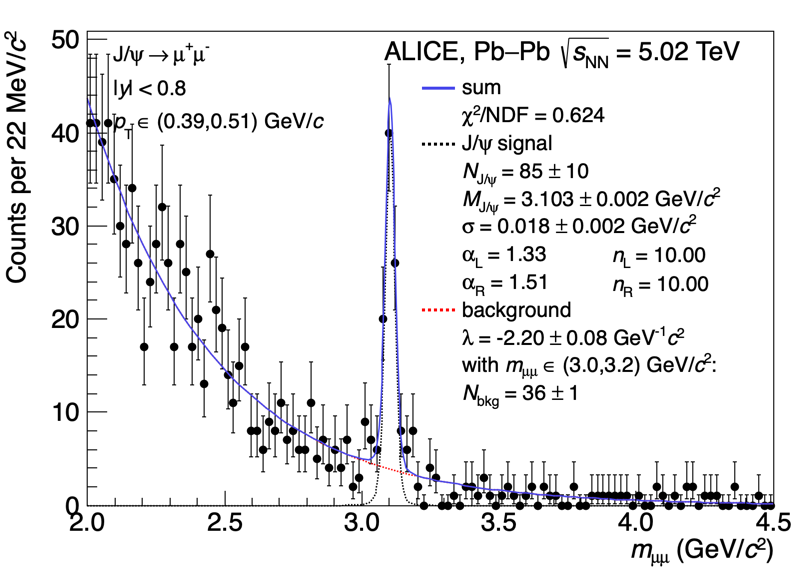 J/ψ → μ⁺μ⁻
|y| < 0.8
p_T ∈ (0.39,0.51) GeV/c
ALICE, Pb–Pb √s_NN = 5.02 TeV
sum
χ²/NDF = 0.624
J/ψ signal
N_J/ψ = 85 ± 10
M_J/ψ = 3.103 ± 0.002 GeV/c²
σ = 0.018 ± 0.002 GeV/c²
α_L = 1.33 n_L = 10.00
α_R = 1.51 n_R = 10.00
background
λ = -2.20 ± 0.08 GeV⁻¹c²
with m_μμ ∈ (3.0,3.2) GeV/c²:
N_bkg = 36 ± 1
Counts per 22 MeV/c²
50
40
30
20
10
0
2.0 2.5 3.0 3.5 4.0 4.5
m_μμ (GeV/c²)